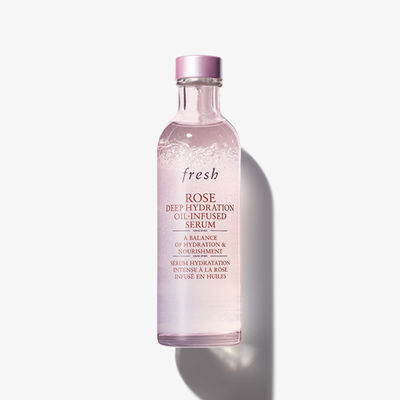 fresh
ROSE
DEEP HYDRATION
OIL-INFUSED
SERUM
A BALANCE
OF HYDRATION &
NOURISHMENT
SÉRUM HYDRATATION
INTENSE À LA ROSE
INFUSÉ EN HUILES